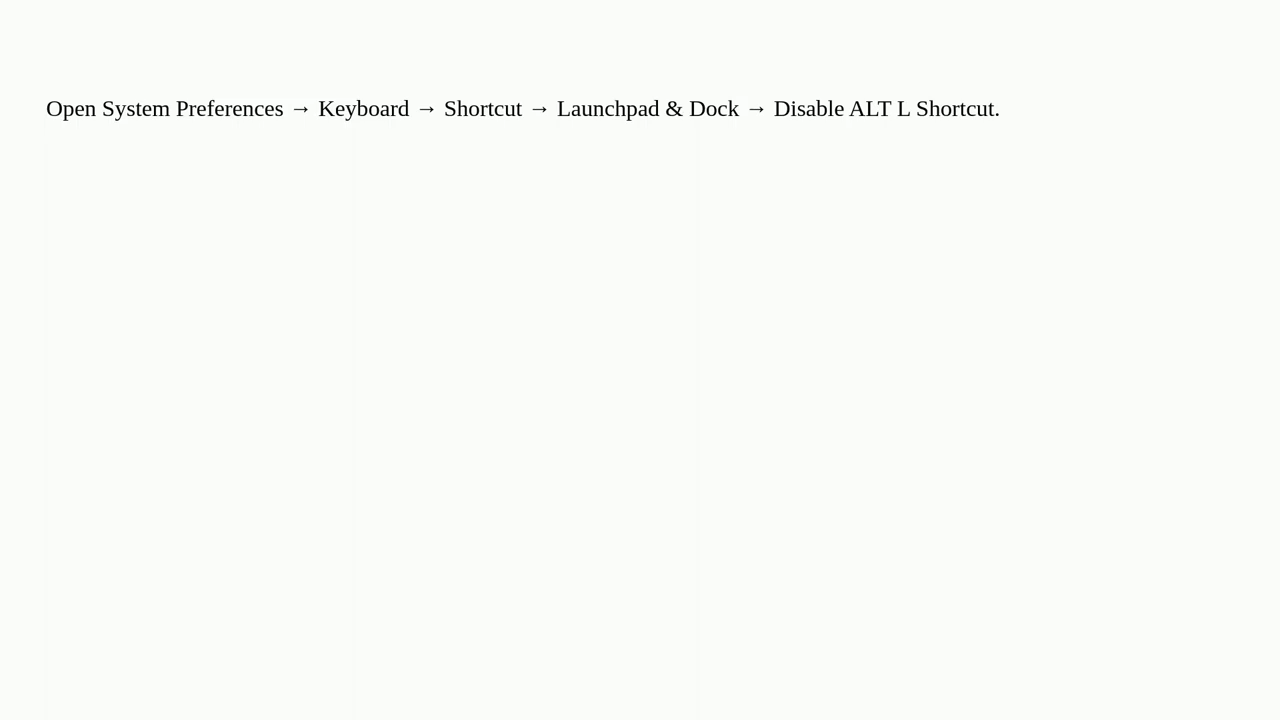 Open System Preferences → Keyboard → Shortcut → Launchpad & Dock → Disable ALT L Shortcut.